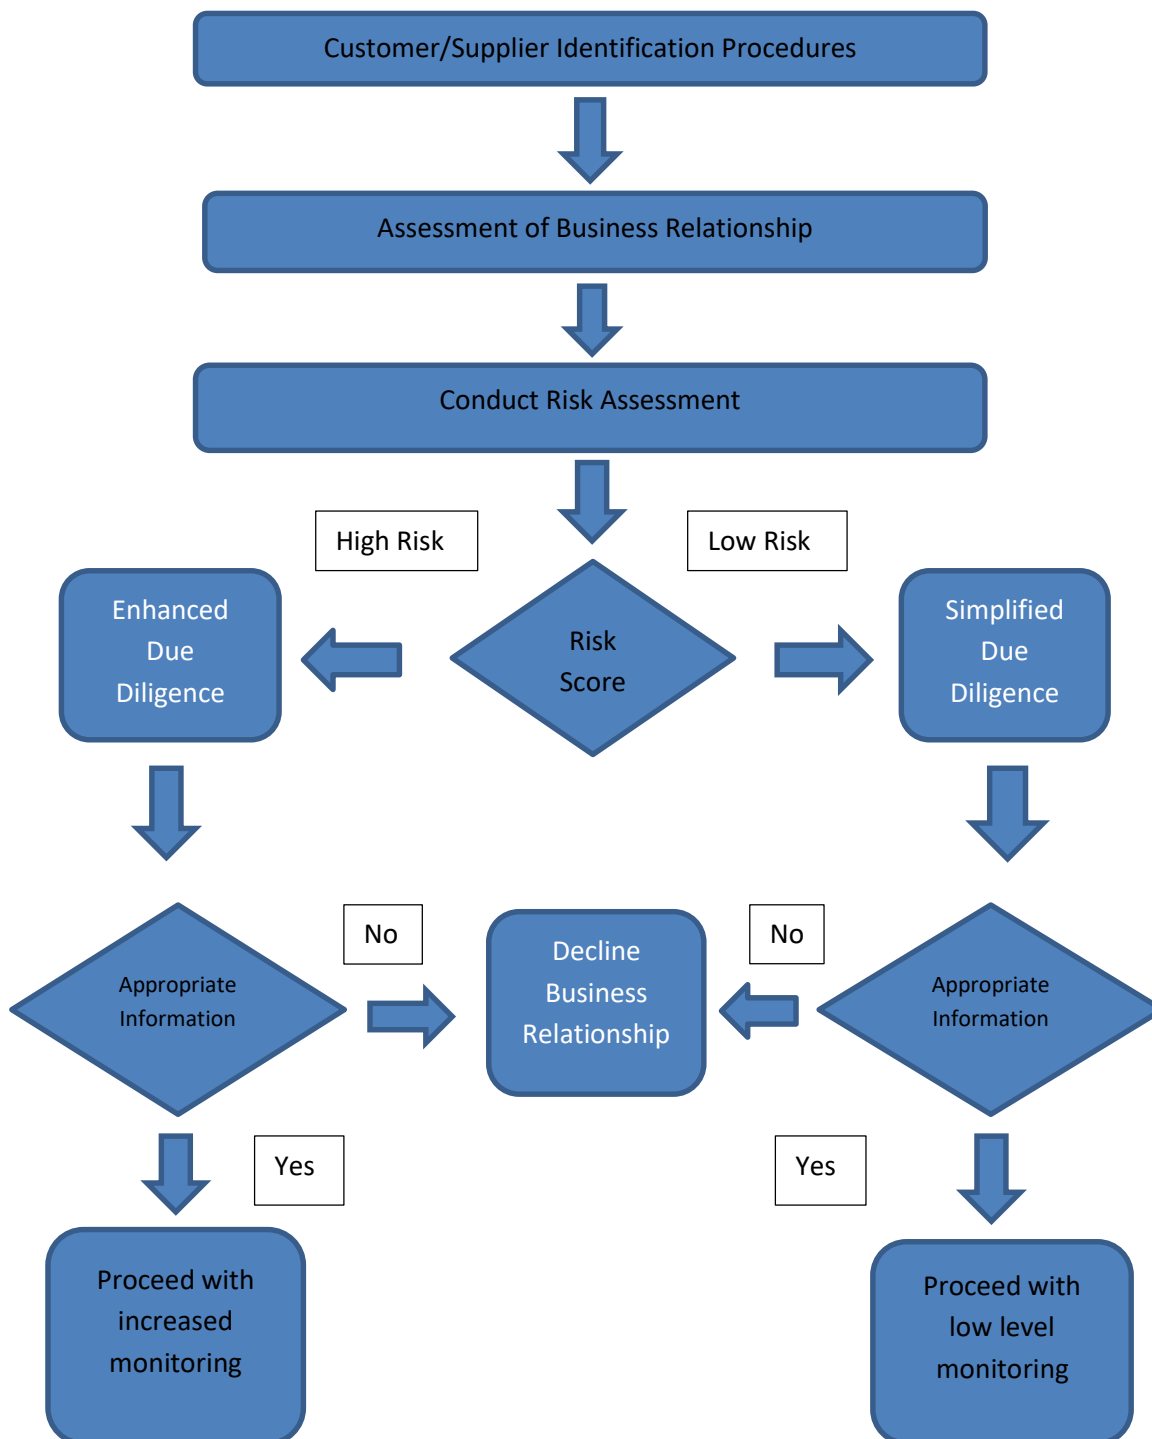 Customer/Supplier Identification Procedures
Assessment of Business Relationship
Conduct Risk Assessment
High Risk
Low Risk
Enhanced
Due
Diligence
Risk
Score
Simplified
Due
Diligence
No
Decline
Business
Relationship
No
Appropriate
Information
Appropriate
Information
Yes
Yes
Proceed with
increased
monitoring
Proceed with
low level
monitoring